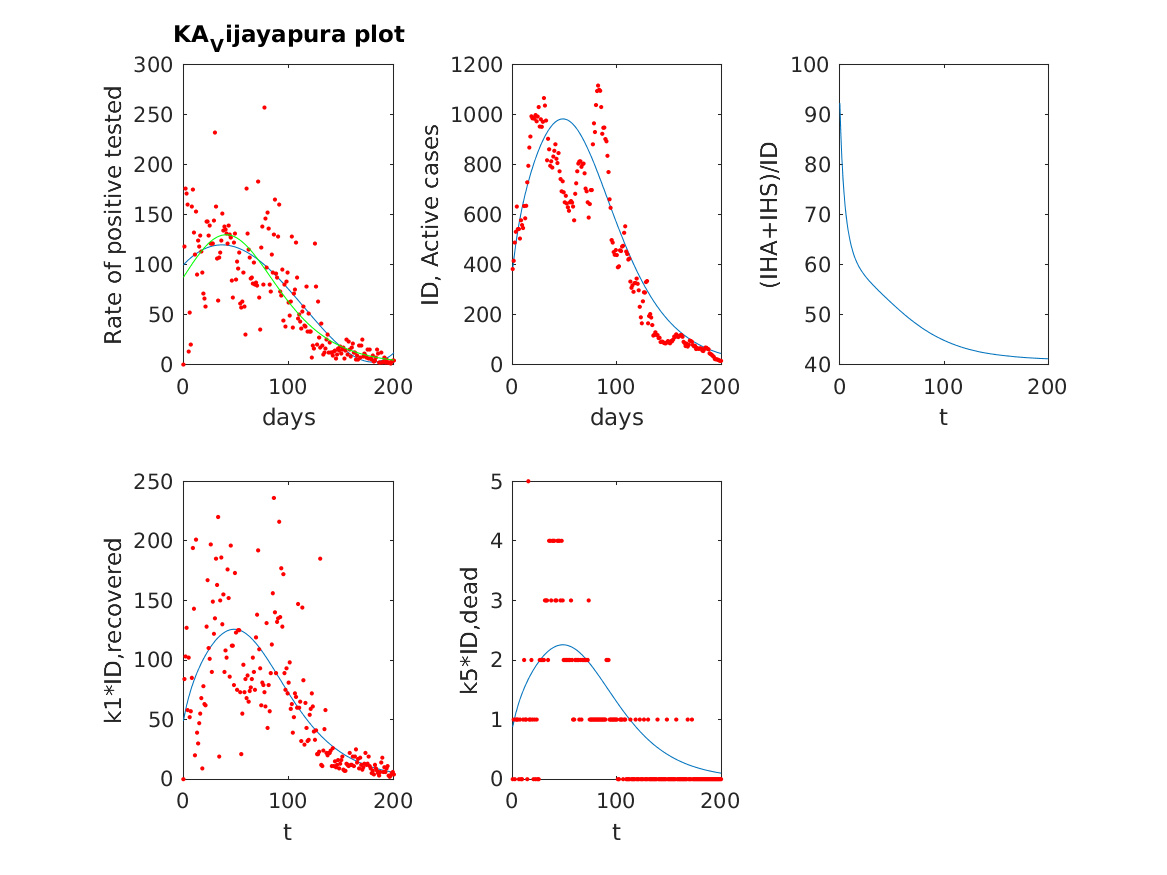 KA_Vijayapura plot
300
250
200
150
100
50
0
Rate of positive tested
0 100 200
days
1200
1000
800
600
400
200
0
ID, Active cases
0 100 200
days
100
90
80
70
60
50
40
(IHA+IHS)/ID
0 100 200
t
250
200
150
100
50
0
k1*ID,recovered
0 100 200
t
5
4
3
2
1
0
k5*ID,dead
0 100 200
t